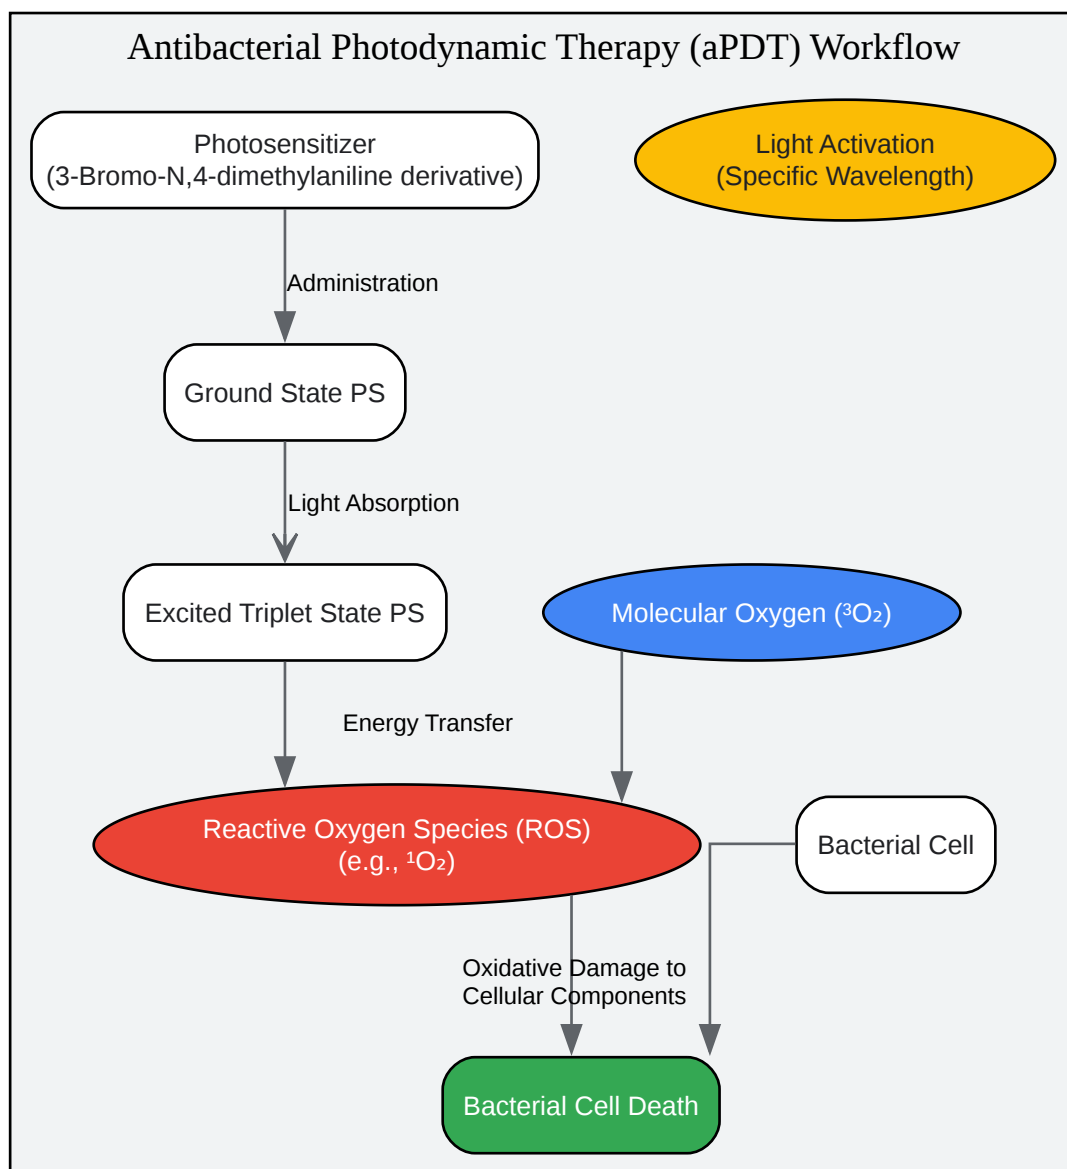 Antibacterial Photodynamic Therapy (aPDT) Workflow
Photosensitizer
(3-Bromo-N,4-dimethylaniline derivative)
Light Activation
(Specific Wavelength)
Administration
Ground State PS
Light Absorption
Excited Triplet State PS
Molecular Oxygen (³O₂)
Energy Transfer
Reactive Oxygen Species (ROS)
(e.g., ¹O₂)
Bacterial Cell
Oxidative Damage to
Cellular Components
Bacterial Cell Death